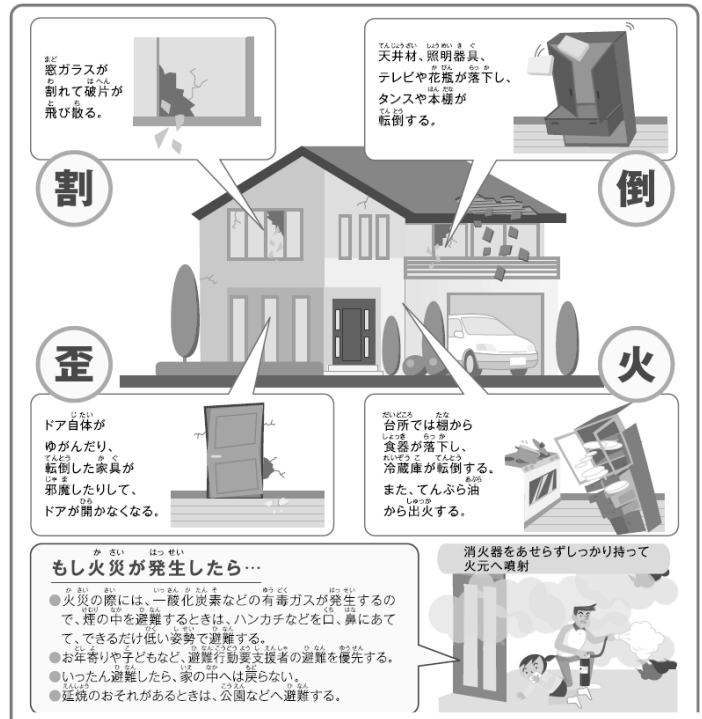 窓ガラスが
割れて破片が
飛び散る。
割
天井材、照明器具、
テレビや花瓶が落下し、
タンスや本棚が
転倒する。
倒
歪
ドア自体が
ゆがんだり、
転倒した家具が
邪魔したりして、
ドアが開かなくなる。
火
台所では棚から
食器が落下し、
冷蔵庫が転倒する。
また、てんぷら油
から出火する。
もし火災が発生したら…
●火災の際には、一酸化炭素などの有毒ガスが発生するの
で、煙の中を避難するときは、ハンカチなどを口、鼻にあて
て、できるだけ低い姿勢で避難する。
●お年寄りや子どもなど、避難行動要支援者の避難を優先する。
●いったん避難したら、家の中へは戻らない。
●延焼のおそれがあるときは、公園などへ避難する。
消火器をあせらずしっかり持って
火元へ噴射